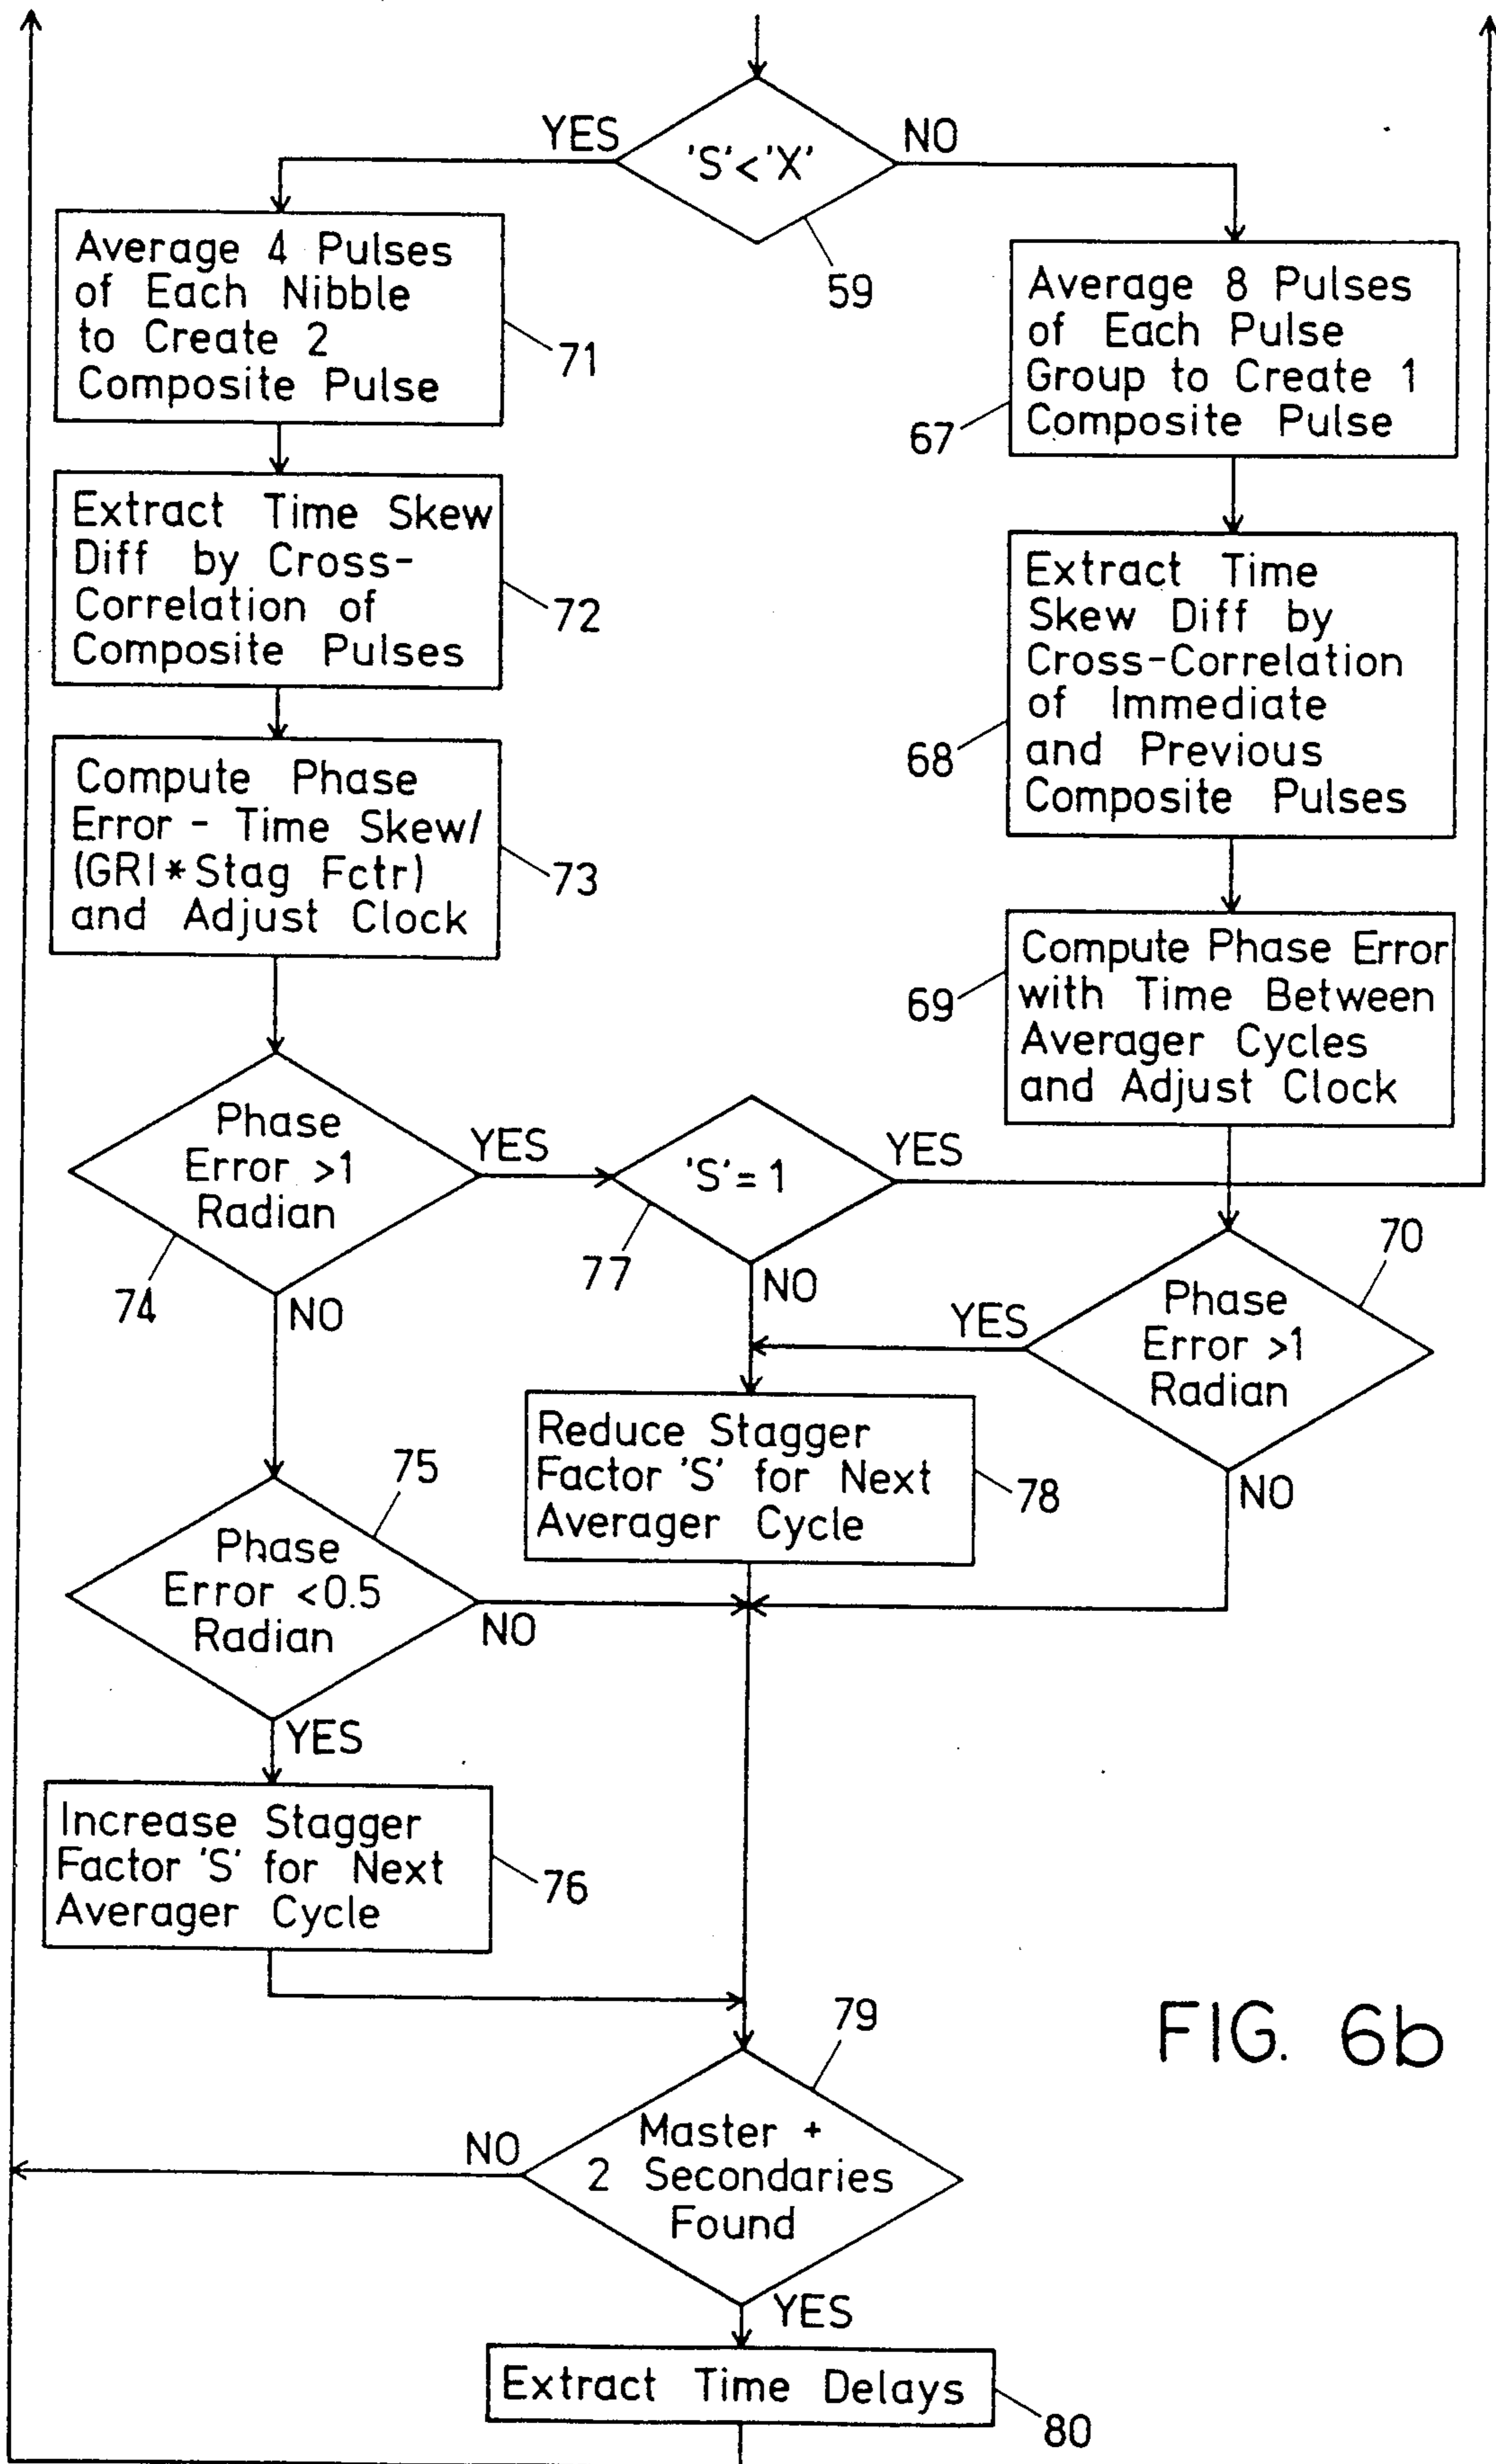 YES
'S'<'X'
NO
59
Average 4 Pulses
of Each Nibble
to Create 2
Composite Pulse
71
Average 8 Pulses
of Each Pulse
Group to Create 1
Composite Pulse
67
Extract Time Skew
Diff by Cross-
Correlation of
Composite Pulses
72
Extract Time
Skew Diff by
Cross-Correlation
of Immediate
and Previous
Composite Pulses
68
Compute Phase
Error - Time Skew/
(GRI*Stag Fctr)
and Adjust Clock
73
Compute Phase Error
with Time Between
Averager Cycles
and Adjust Clock
69
Phase
Error >1
Radian
74
YES
NO
'S'=1
77
YES
NO
Phase
Error >1
Radian
70
YES
NO
Reduce Stagger
Factor 'S' for Next
Averager Cycle
78
Phase
Error <0.5
Radian
75
NO
YES
Increase Stagger
Factor 'S' for Next
Averager Cycle
76
Master +
2 Secondaries
Found
79
NO
YES
Extract Time Delays
80
FIG. 6b